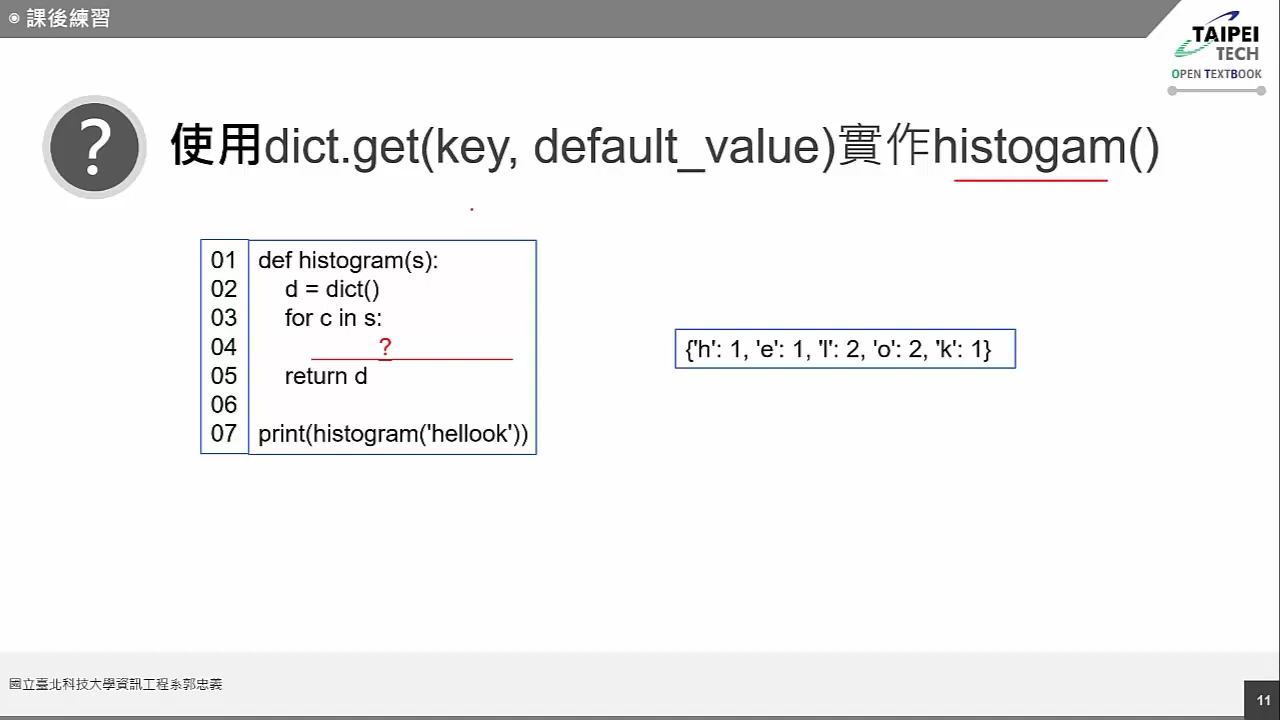 ◉ 課後練習
TAIPEI
TECH
OPEN TEXTBOOK
?
使用dict.get(key, default_value)實作histogam()
01 def histogram(s):
02 d = dict()
03 for c in s:
04 ?
05 return d
06
07 print(histogram('hellook'))
{'h': 1, 'e': 1, 'l': 2, 'o': 2, 'k': 1}
國立臺北科技大學資訊工程系郭忠義
11